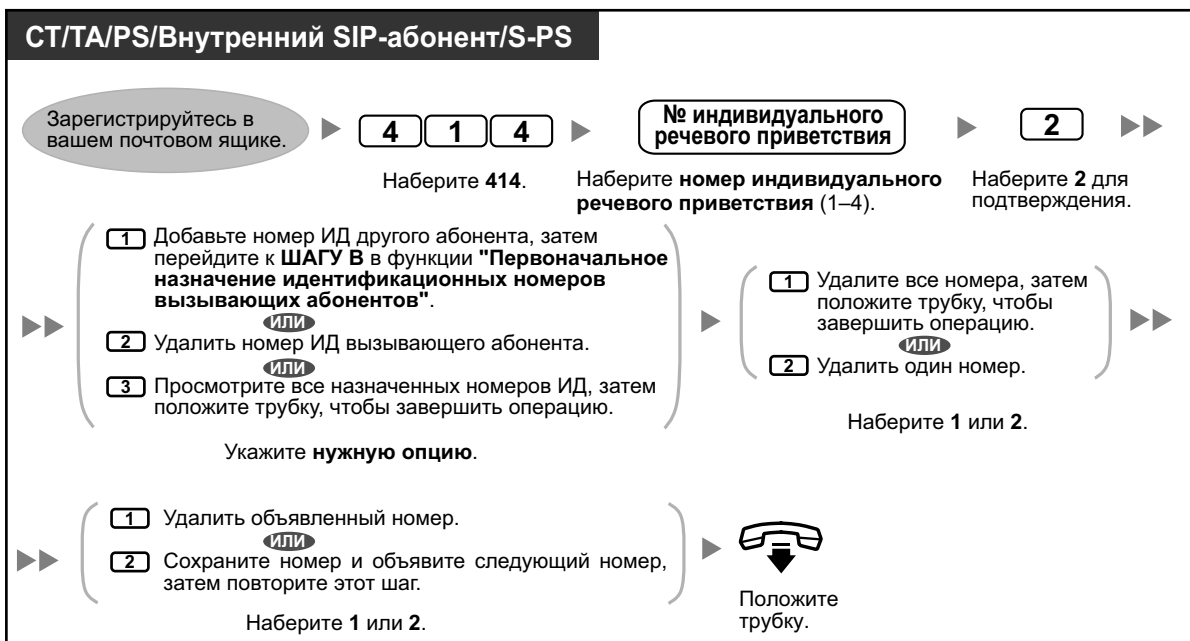 CT/TA/PS/Внутренний SIP-абонент/S-PS
Зарегистрируйтесь в
вашем почтовом ящике.
4 1 4
Наберите 414.
№ индивидуального
речевого приветствия
Наберите номер индивидуального
речевого приветствия (1–4).
2
Наберите 2 для
подтверждения.
1 Добавьте номер ИД другого абонента, затем
перейдите к ШАГУ B в функции "Первоначальное
назначение идентификационных номеров
вызывающих абонентов".
ИЛИ
2 Удалить номер ИД вызывающего абонента.
ИЛИ
3 Просмотрите все назначенных номеров ИД, затем
положите трубку, чтобы завершить операцию.
Укажите нужную опцию.
1 Удалите все номера, затем
положите трубку, чтобы
завершить операцию.
ИЛИ
2 Удалить один номер.
Наберите 1 или 2.
1 Удалить объявленный номер.
ИЛИ
2 Сохраните номер и объявите следующий номер,
затем повторите этот шаг.
Наберите 1 или 2.
Положите
трубку.